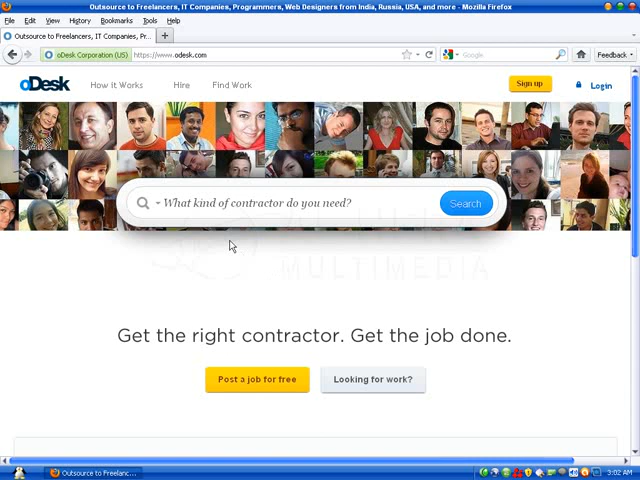 Outsource to Freelancers, IT Companies, Programmers, Web Designers from India, Russia, USA, and more - Mozilla Firefox
File Edit View History Bookmarks Tools Help
Outsource to Freelancers, IT Companies, Pr...
oDesk Corporation (US) https://www.odesk.com Google Feedback
oDesk How it Works Hire Find Work Sign up Login
What kind of contractor do you need? Search
MULTIMEDIA
Get the right contractor. Get the job done.
Post a job for free Looking for work?
Outsource to Freelanc... 3:02 AM